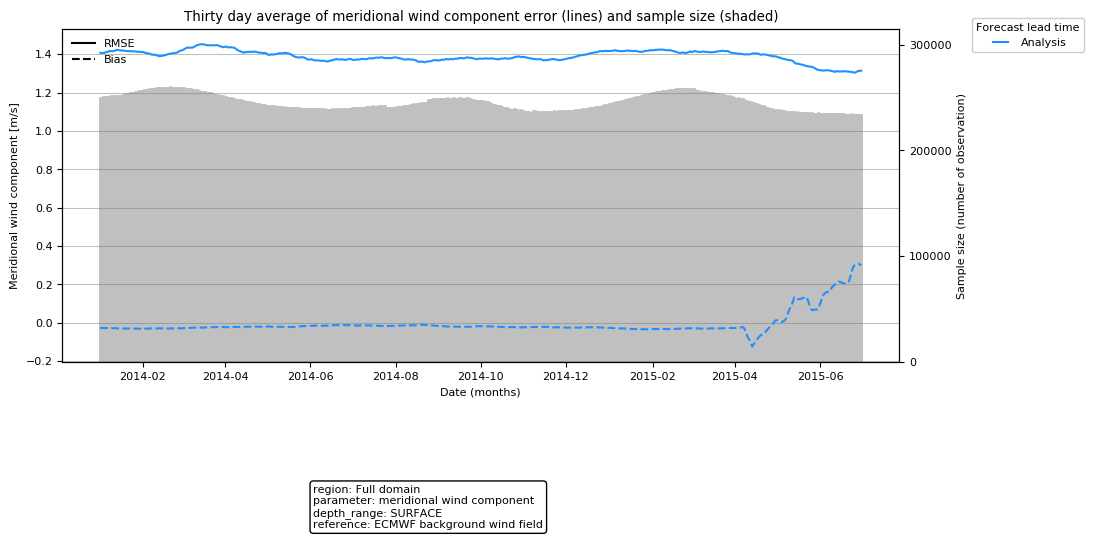 Thirty day average of meridional wind component error (lines) and sample size (shaded)
Forecast lead time
Analysis
RMSE
Bias
Meridional wind component [m/s]
1.4
1.2
1.0
0.8
0.6
0.4
0.2
0.0
−0.2
300000
200000
100000
0
Sample size (number of observation)
2014-02 2014-04 2014-06 2014-08 2014-10 2014-12 2015-02 2015-04 2015-06
Date (months)
region: Full domain
parameter: meridional wind component
depth_range: SURFACE
reference: ECMWF background wind field